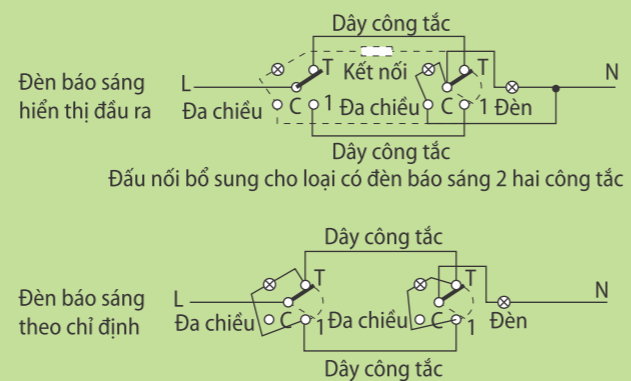 Dây công tắc
T Kết nối T
Đèn báo sáng
hiển thị đầu ra
L N
Đa chiều C 1 Đa chiều C 1 Đèn
Dây công tắc
Đấu nối bổ sung cho loại có đèn báo sáng 2 hai công tắc
Dây công tắc
T T
Đèn báo sáng
theo chỉ định
L N
Đa chiều C 1 Đa chiều C 1 Đèn
Dây công tắc